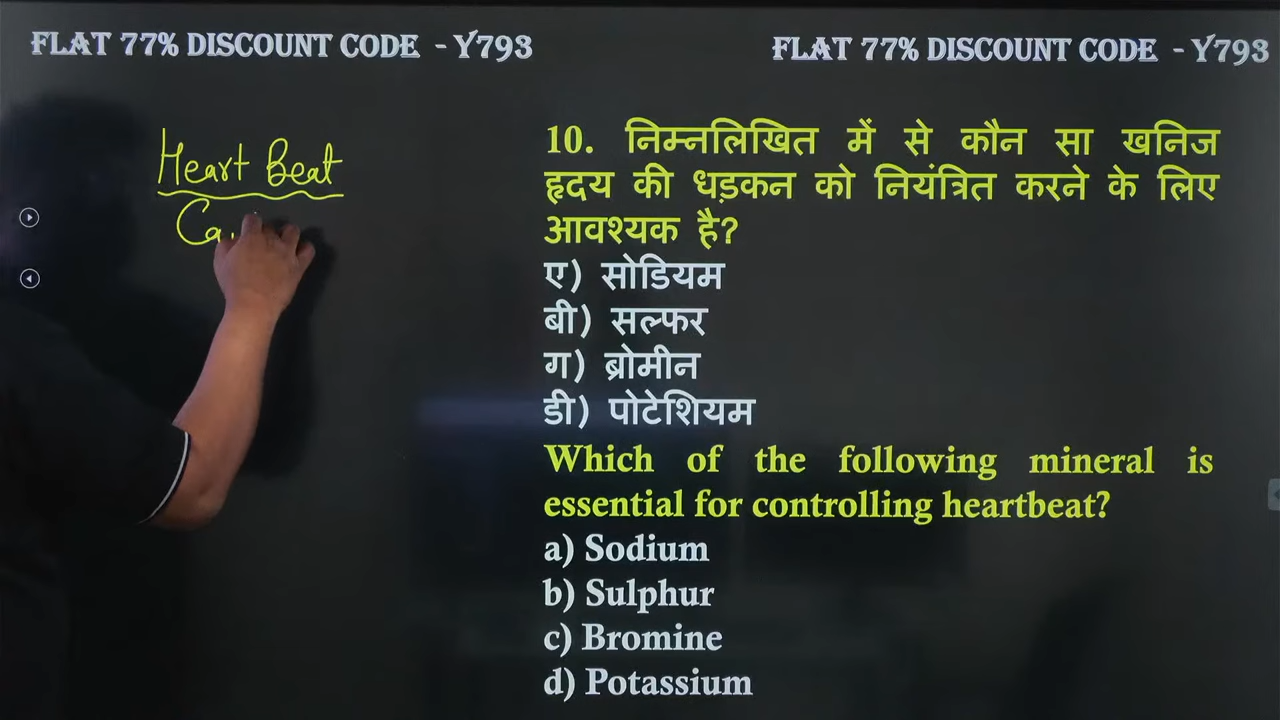 FLAT 77% DISCOUNT CODE - Y793
FLAT 77% DISCOUNT CODE - Y793
Heart Beat
10. निम्नलिखित में से कौन सा खनिज
हृदय की धड़कन को नियंत्रित करने के लिए
आवश्यक है?
ए) सोडियम
बी) सल्फर
ग) ब्रोमीन
डी) पोटेशियम
Which of the following mineral is
essential for controlling heartbeat?
a) Sodium
b) Sulphur
c) Bromine
d) Potassium